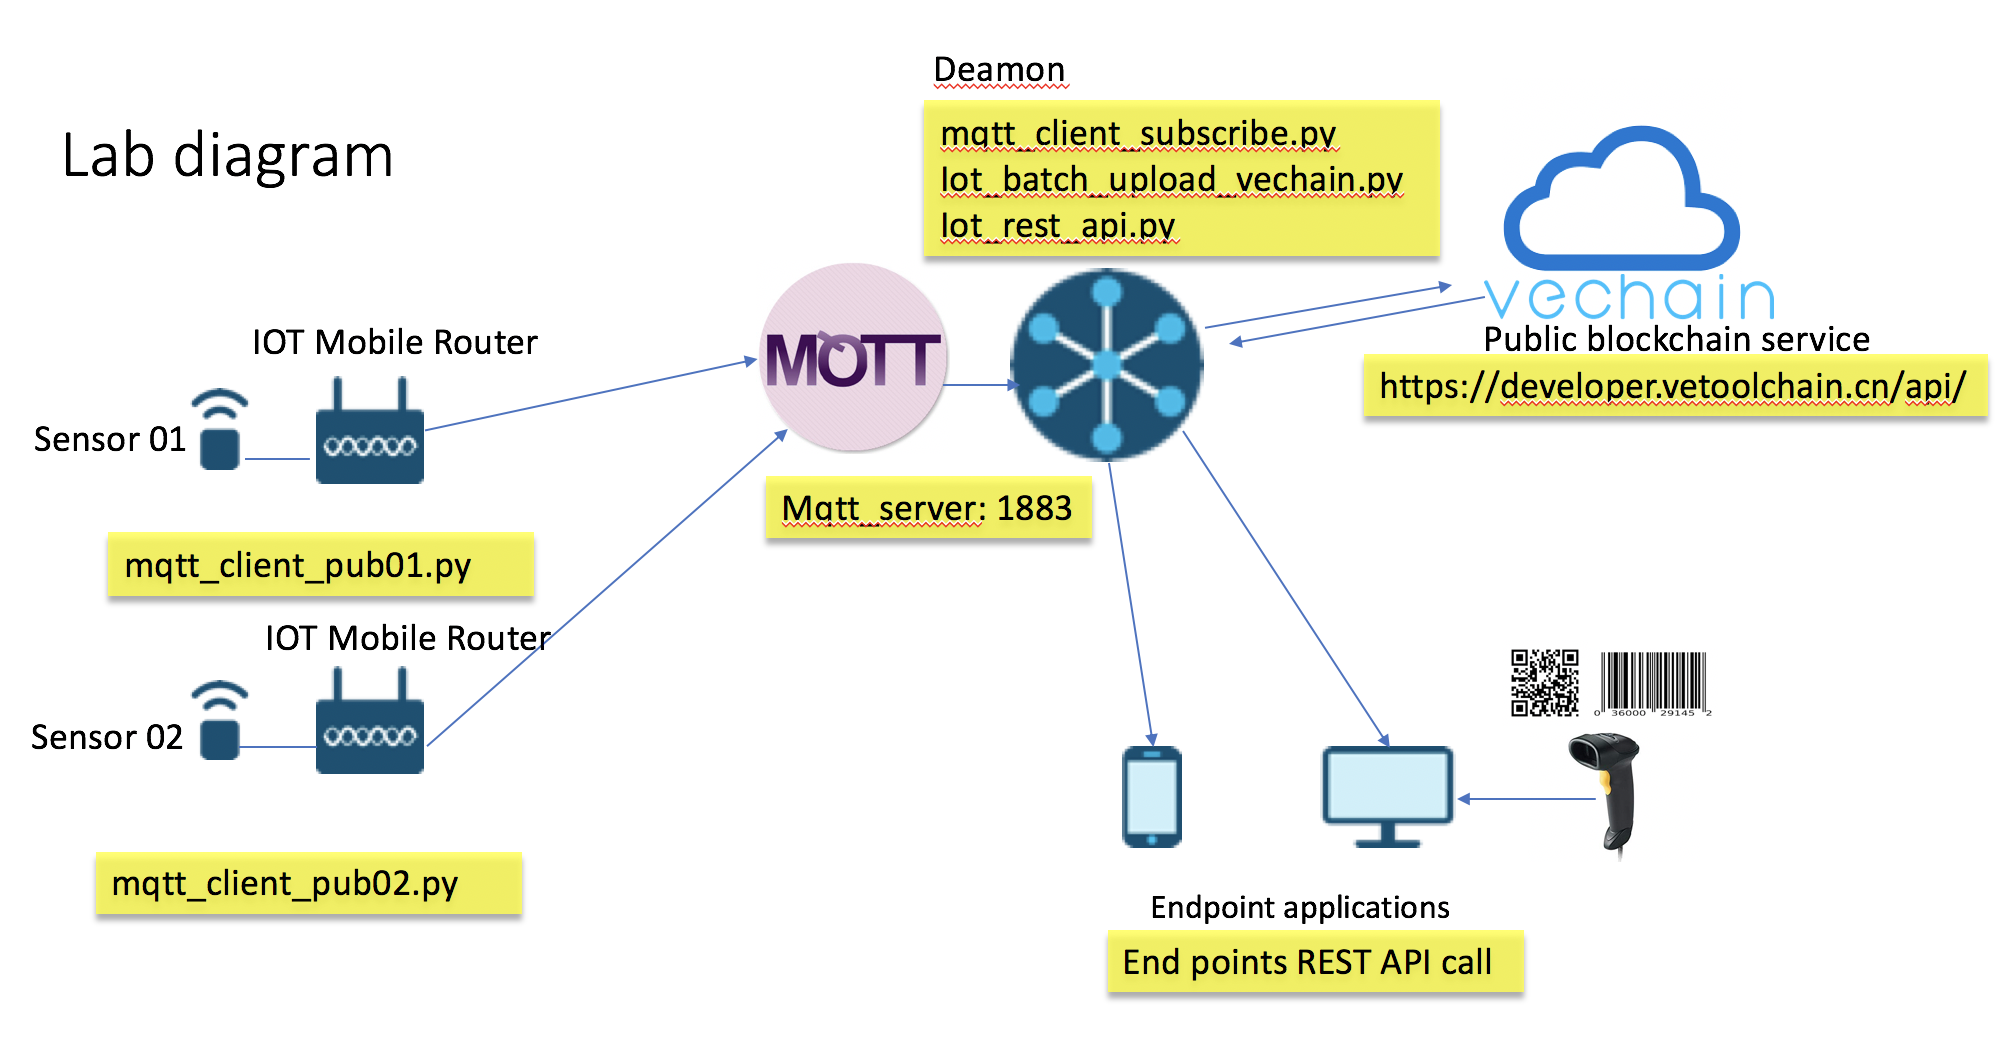 Lab diagram
Deamon
mqtt_client_subscribe.py
Iot_batch_upload_vechain.py
Iot_rest_api.py
vechain
Public blockchain service
https://developer.vetoolchain.cn/api/
MQTT
Mqtt_server: 1883
IOT Mobile Router
Sensor 01
mqtt_client_pub01.py
IOT Mobile Router
Sensor 02
mqtt_client_pub02.py
0 36000 29145 2
Endpoint applications
End points REST API call